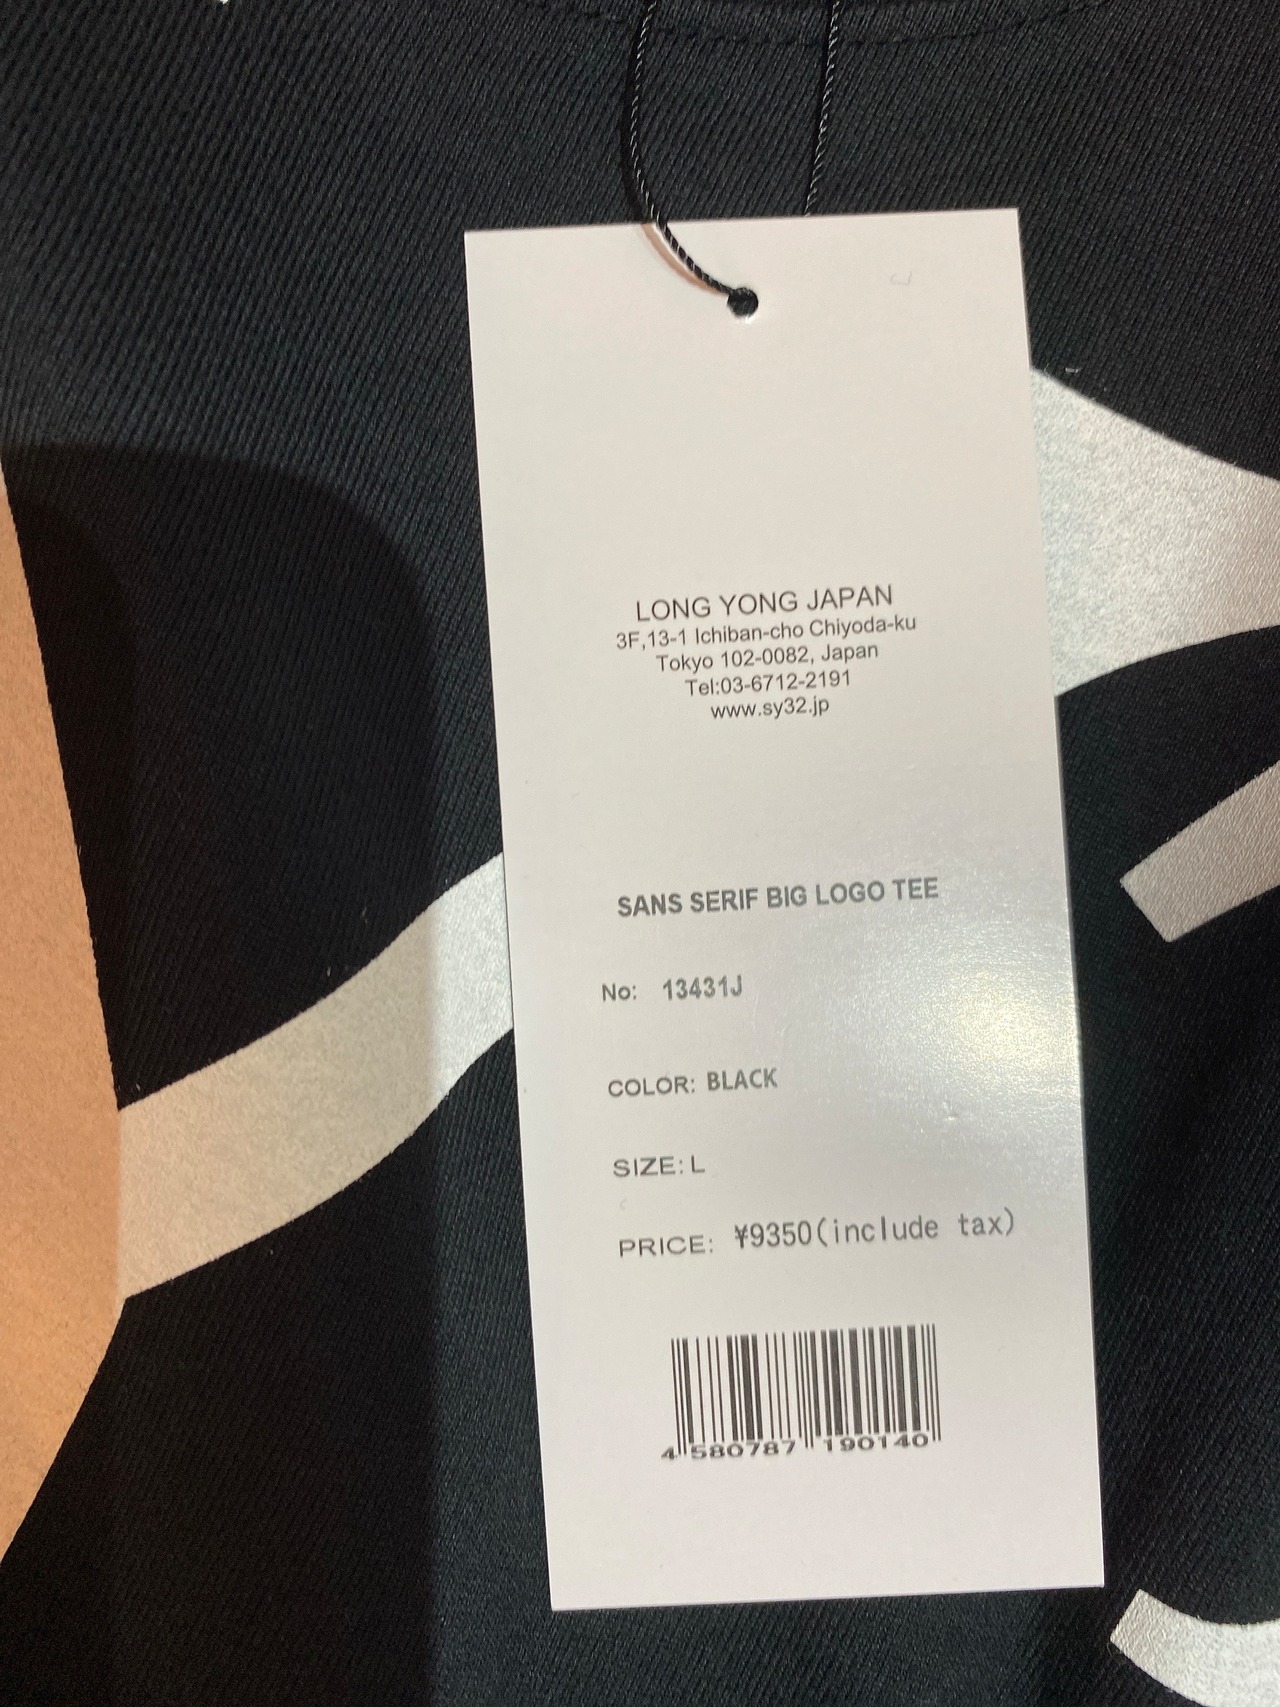 LONG YONG JAPAN
3F,13-1 Ichiban-cho Chiyoda-ku
Tokyo 102-0082, Japan
Tel:03-6712-2191
www.sy32.jp
SANS SERIF BIG LOGO TEE
No: 13431J
COLOR: BLACK
SIZE: L
PRICE: ¥9350(include tax)
4 580787 190140